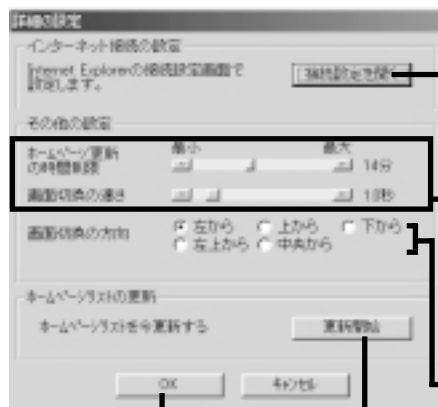 詳細の設定
インターネット接続の設定
Internet Explorerの接続設定画面で
設定します。
接続設定を開く
その他の設定
最小 最大
ホームページ更新
の時間制限
14分
画面切換の速さ
10秒
画面切換の方向
左から 上から 下から
左上から 中央から
ホームページリストの更新
ホームページリストを今更新する
更新開始
OK キャンセル